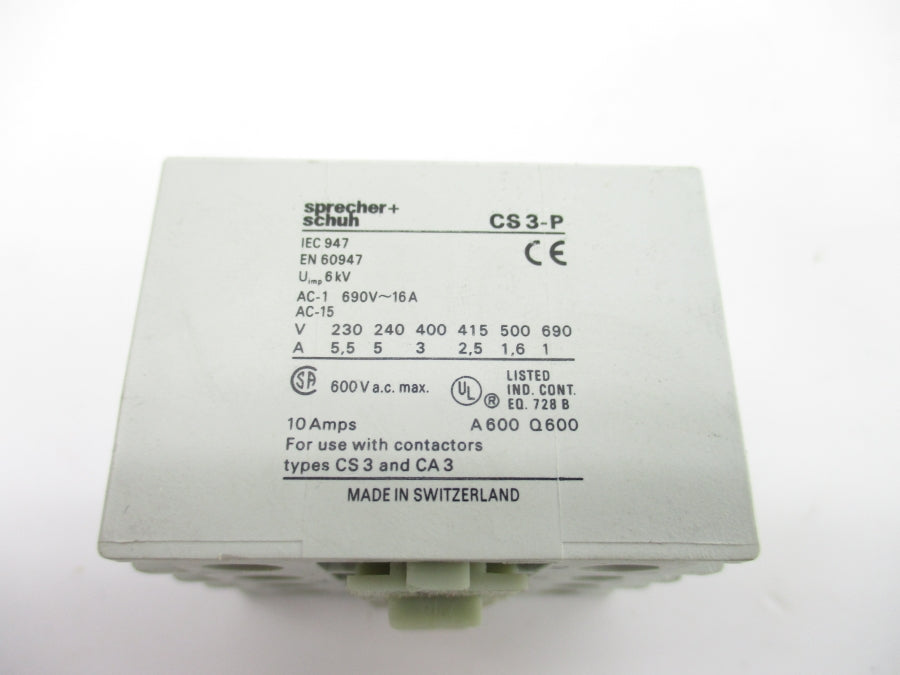 sprecher+
schuh
CS 3-P
CE
IEC 947
EN 60947
Uimp 6 kV
AC-1 690V~16A
AC-15
V 230 240 400 415 500 690
A 5,5 5 3 2,5 1,6 1
SA 600 V a.c. max.
UL ® LISTED
IND. CONT.
EQ. 728 B
10 Amps A 600 Q 600
For use with contactors
types CS 3 and CA 3
MADE IN SWITZERLAND